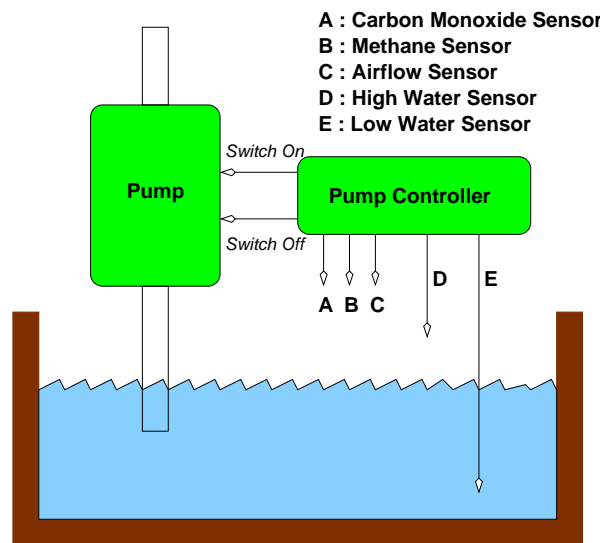 A : Carbon Monoxide Sensor
B : Methane Sensor
C : Airflow Sensor
D : High Water Sensor
E : Low Water Sensor
Switch On
Pump
Pump Controller
Switch Off
A B C D E